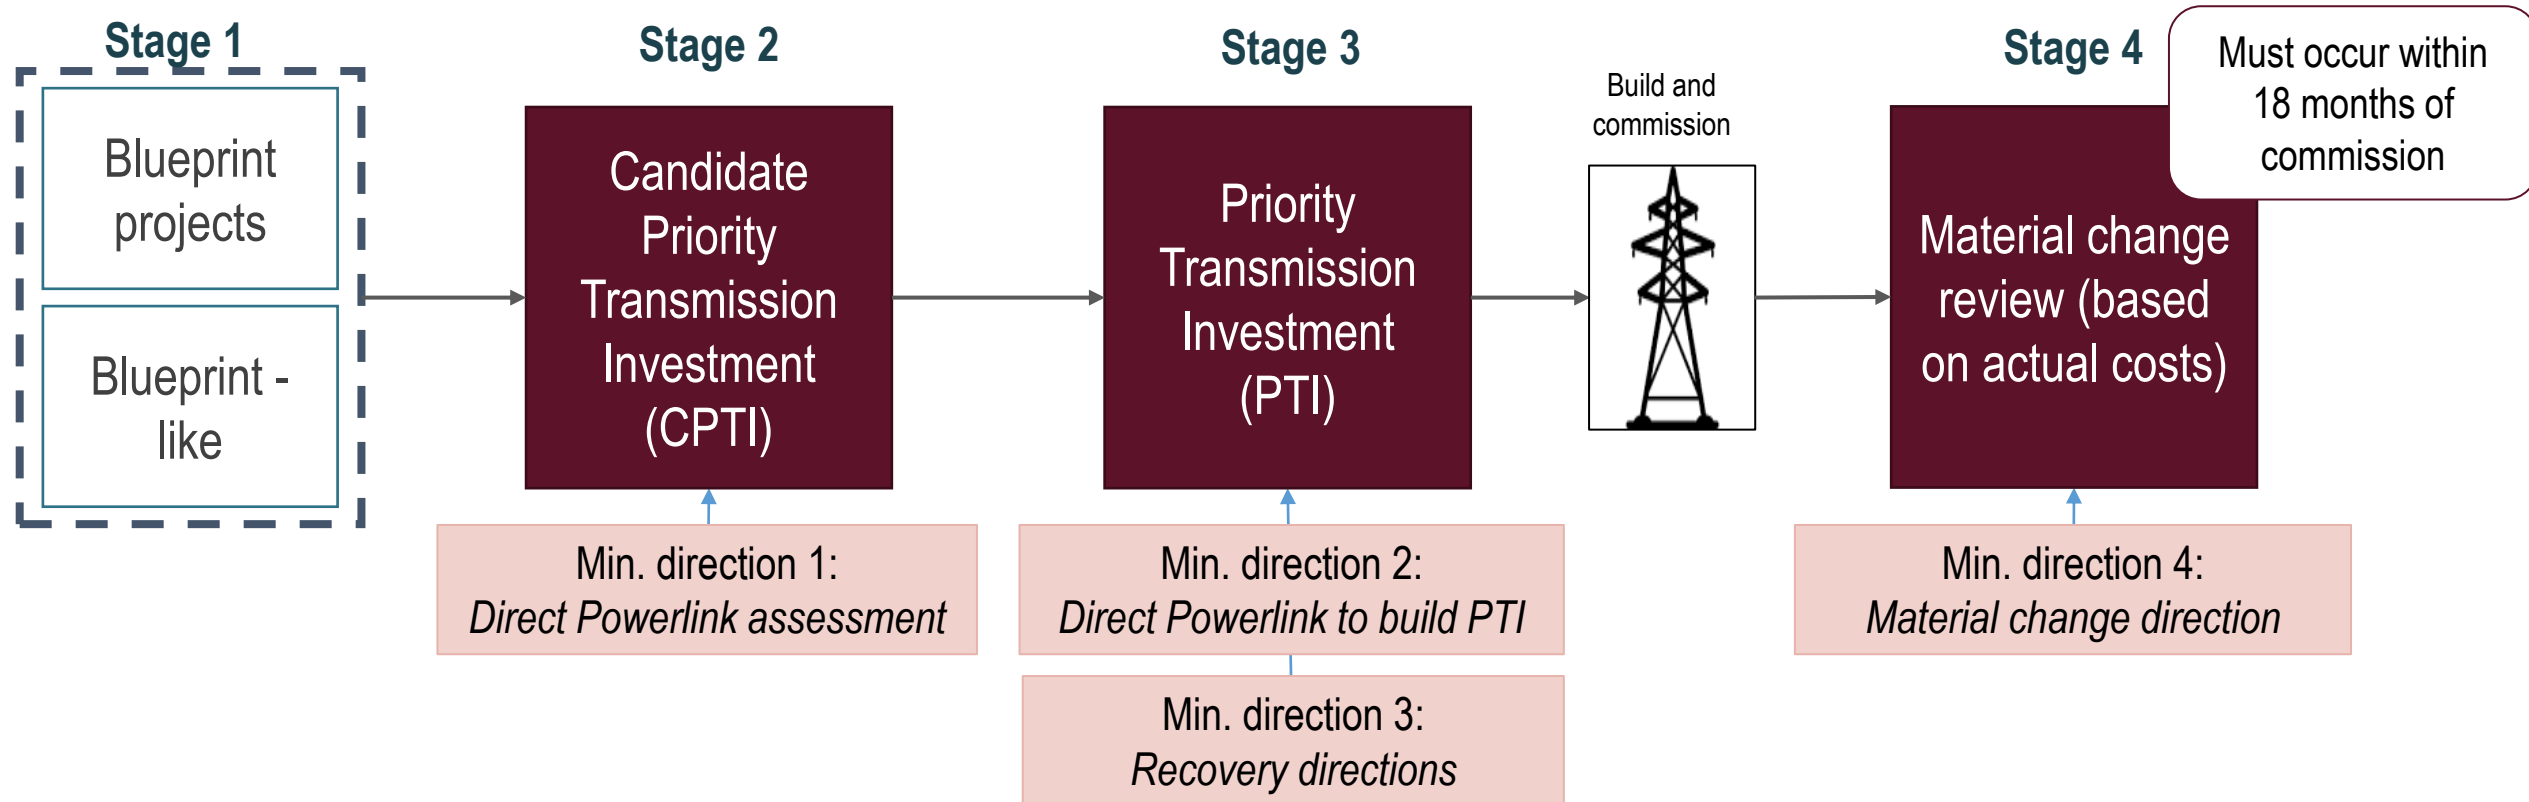 Stage 1
Blueprint
projects
Blueprint -
like
Stage 2
Candidate
Priority
Transmission
Investment
(CPTI)
Min. direction 1:
Direct Powerlink assessment
Stage 3
Priority
Transmission
Investment
(PTI)
Min. direction 2:
Direct Powerlink to build PTI
Min. direction 3:
Recovery directions
Build and
commission
Stage 4
Must occur within
18 months of
commission
Material change
review (based
on actual costs)
Min. direction 4:
Material change direction